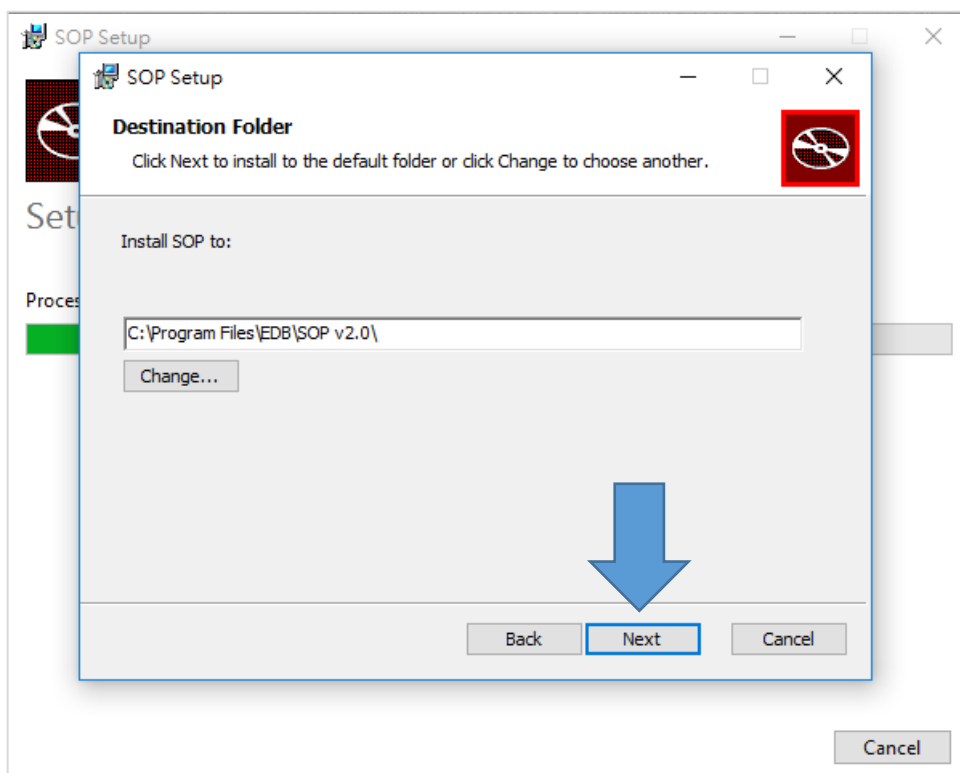 SOP Setup
SOP Setup
Destination Folder
Click Next to install to the default folder or click Change to choose another.
Set
Install SOP to:
Proces
C:\Program Files\EDB\SOP v2.0\
Change...
Back
Next
Cancel
Cancel